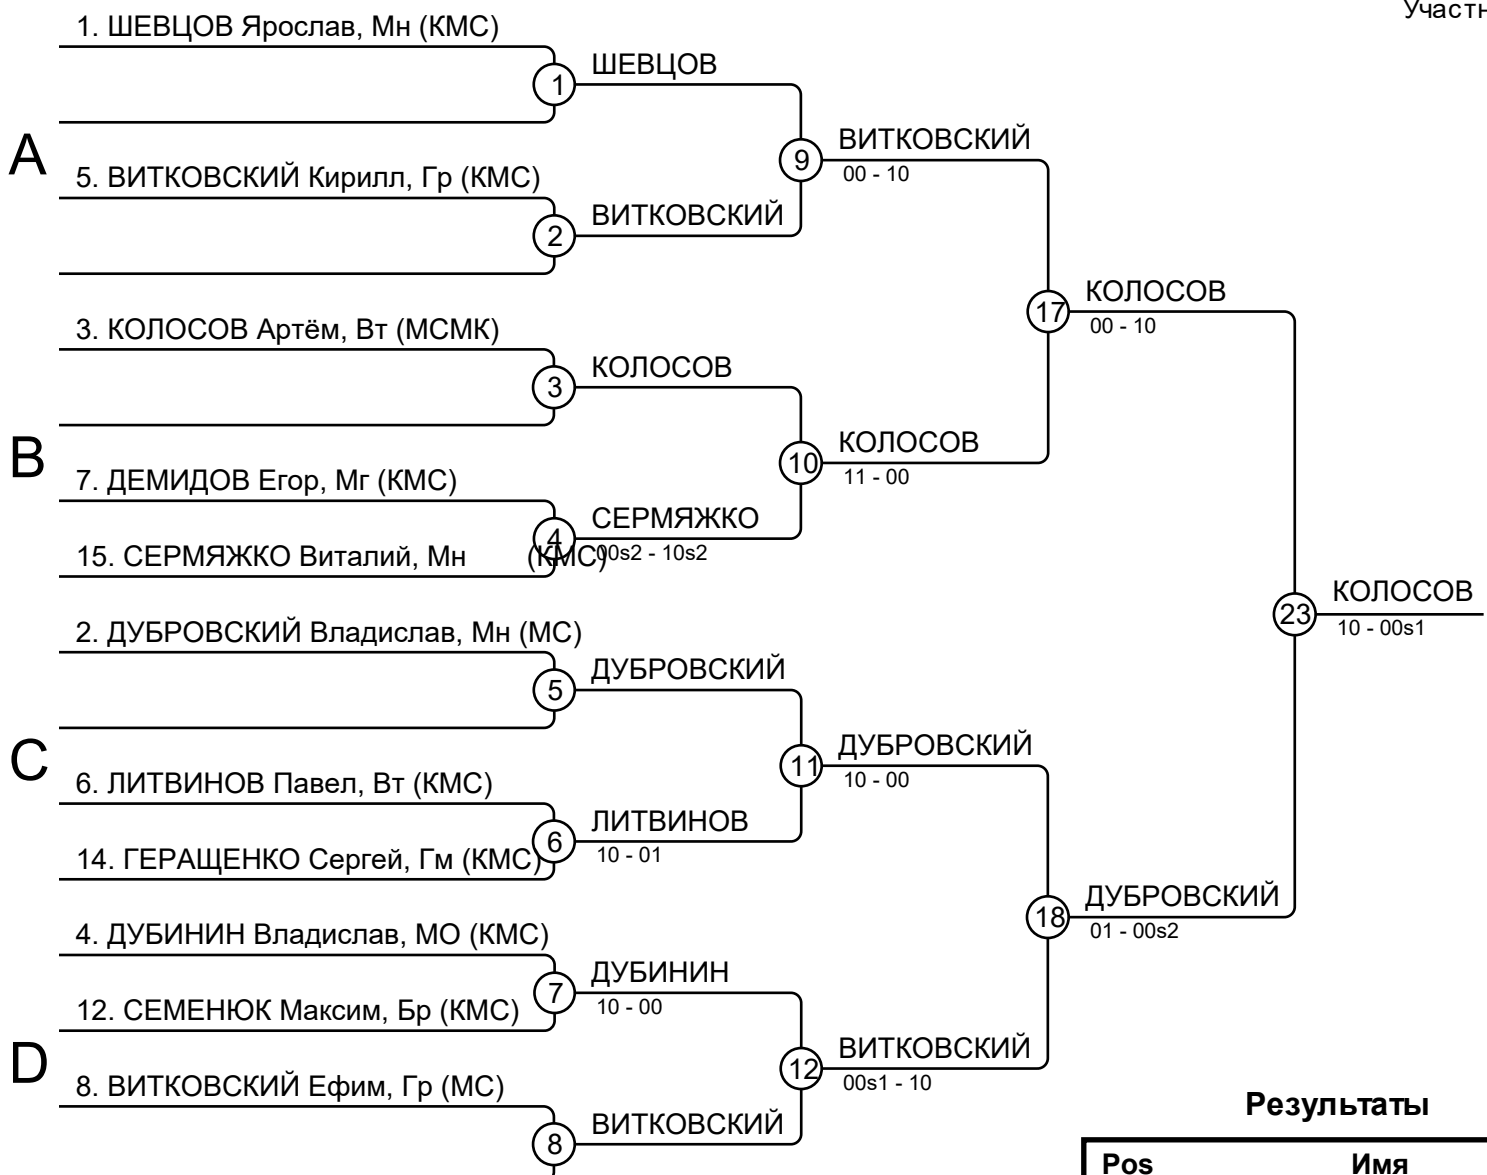 Участн
1. ШЕВЦОВ Ярослав, Мн (КМС)
ШЕВЦОВ
1
A
ВИТКОВСКИЙ
9
00 - 10
5. ВИТКОВСКИЙ Кирилл, Гр (КМС)
ВИТКОВСКИЙ
2
КОЛОСОВ
17
00 - 10
3. КОЛОСОВ Артём, Вт (МСМК)
КОЛОСОВ
3
B
КОЛОСОВ
10
11 - 00
7. ДЕМИДОВ Егор, Мг (КМС)
СЕРМЯЖКО
4
00s2 - 10s2
15. СЕРМЯЖКО Виталий, Мн (КМС)
КОЛОСОВ
23
10 - 00s1
2. ДУБРОВСКИЙ Владислав, Мн (МС)
ДУБРОВСКИЙ
5
C
ДУБРОВСКИЙ
11
10 - 00
6. ЛИТВИНОВ Павел, Вт (КМС)
ЛИТВИНОВ
6
10 - 01
14. ГЕРАЩЕНКО Сергей, Гм (КМС)
ДУБРОВСКИЙ
18
01 - 00s2
4. ДУБИНИН Владислав, МО (КМС)
ДУБИНИН
7
10 - 00
12. СЕМЕНЮК Максим, Бр (КМС)
D
ВИТКОВСКИЙ
12
00s1 - 10
8. ВИТКОВСКИЙ Ефим, Гр (МС)
ВИТКОВСКИЙ
8
Результаты
Pos Имя